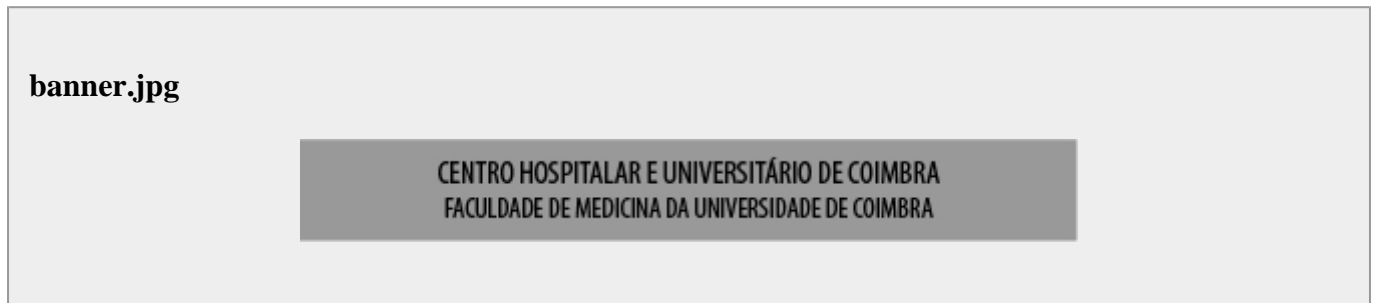 banner.jpg
CENTRO HOSPITALAR E UNIVERSITÁRIO DE COIMBRA
FACULDADE DE MEDICINA DA UNIVERSIDADE DE COIMBRA